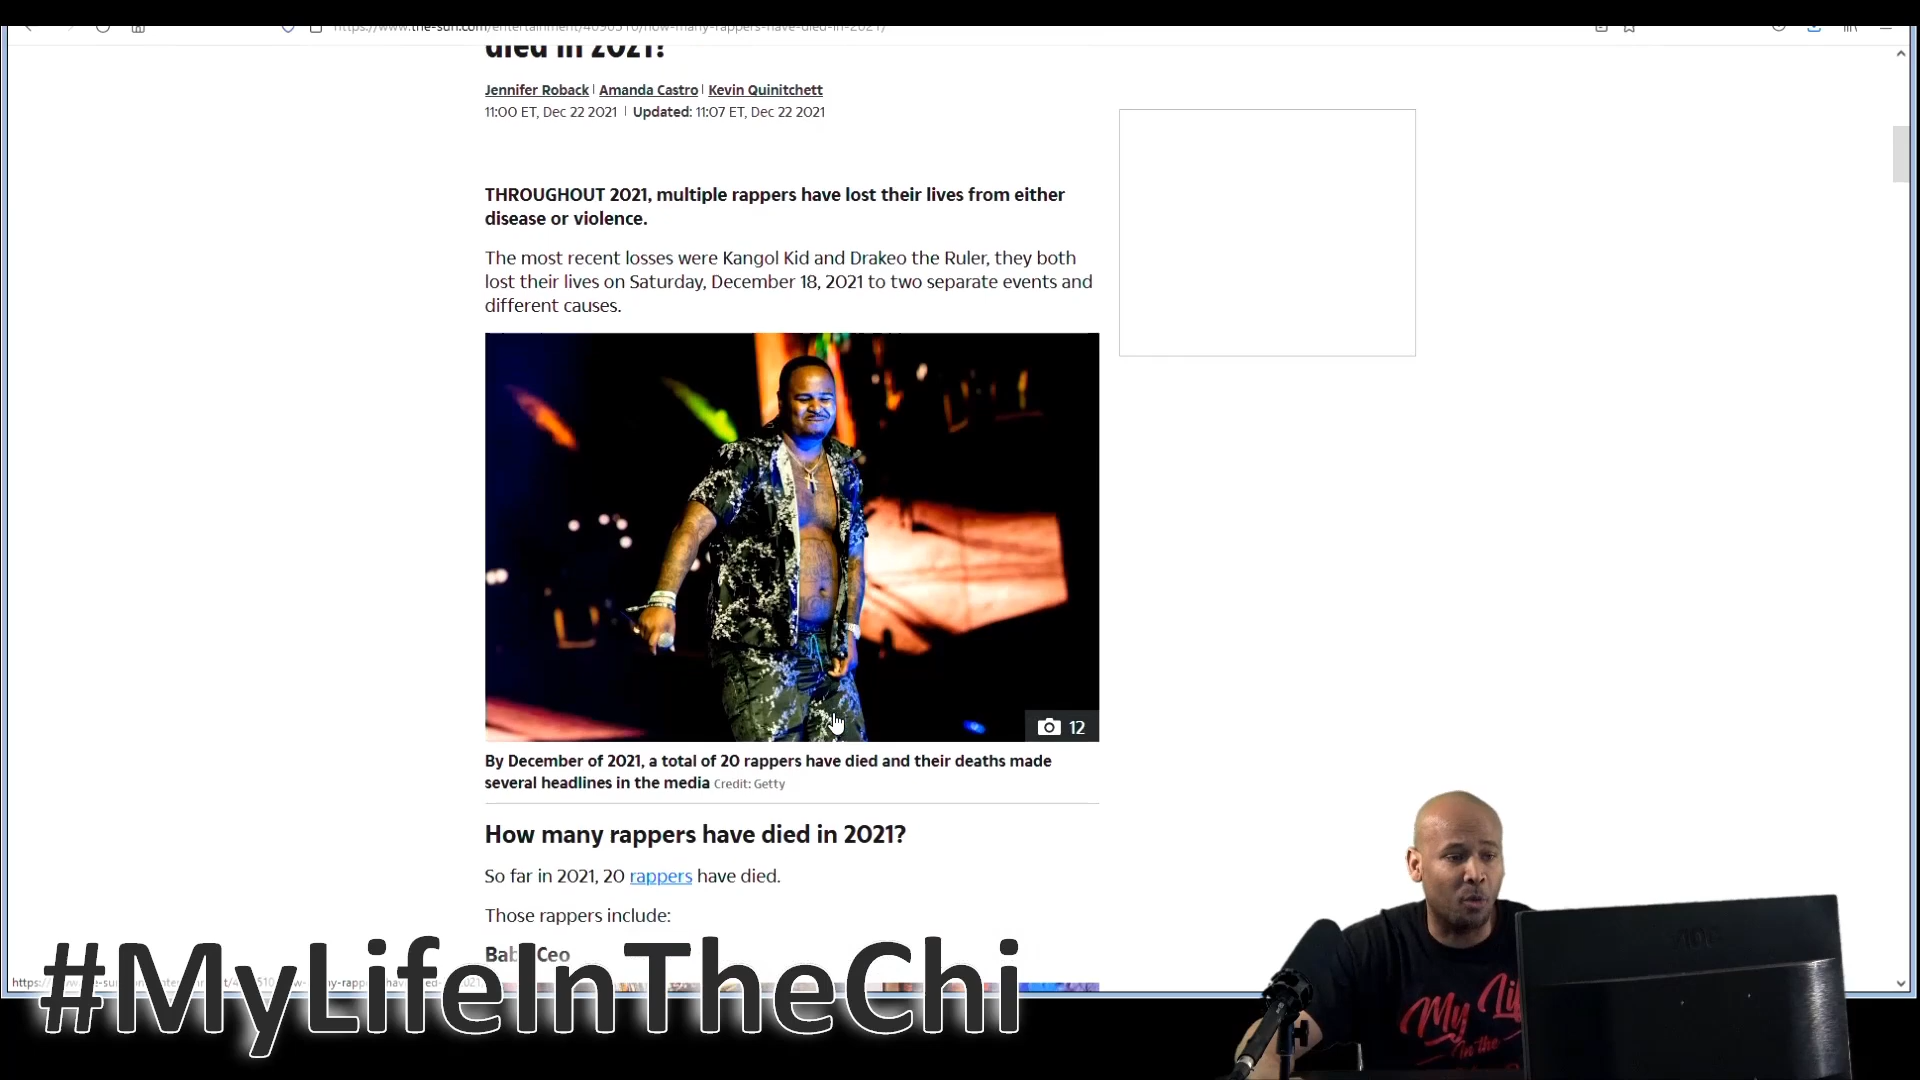 https://www.the-sun.com/entertainment/4090510/how-many-rappers-have-died-in-2021/
died in 2021?
Jennifer Roback | Amanda Castro | Kevin Quinitchett
11:00 ET, Dec 22 2021 | Updated: 11:07 ET, Dec 22 2021
THROUGHOUT 2021, multiple rappers have lost their lives from either
disease or violence.
The most recent losses were Kangol Kid and Drakeo the Ruler, they both
lost their lives on Saturday, December 18, 2021 to two separate events and
different causes.
12
By December of 2021, a total of 20 rappers have died and their deaths made
several headlines in the media Credit: Getty
How many rappers have died in 2021?
So far in 2021, 20 rappers have died.
Those rappers include:
Baby Ceo
#MyLifeInTheChi
My Life
In the